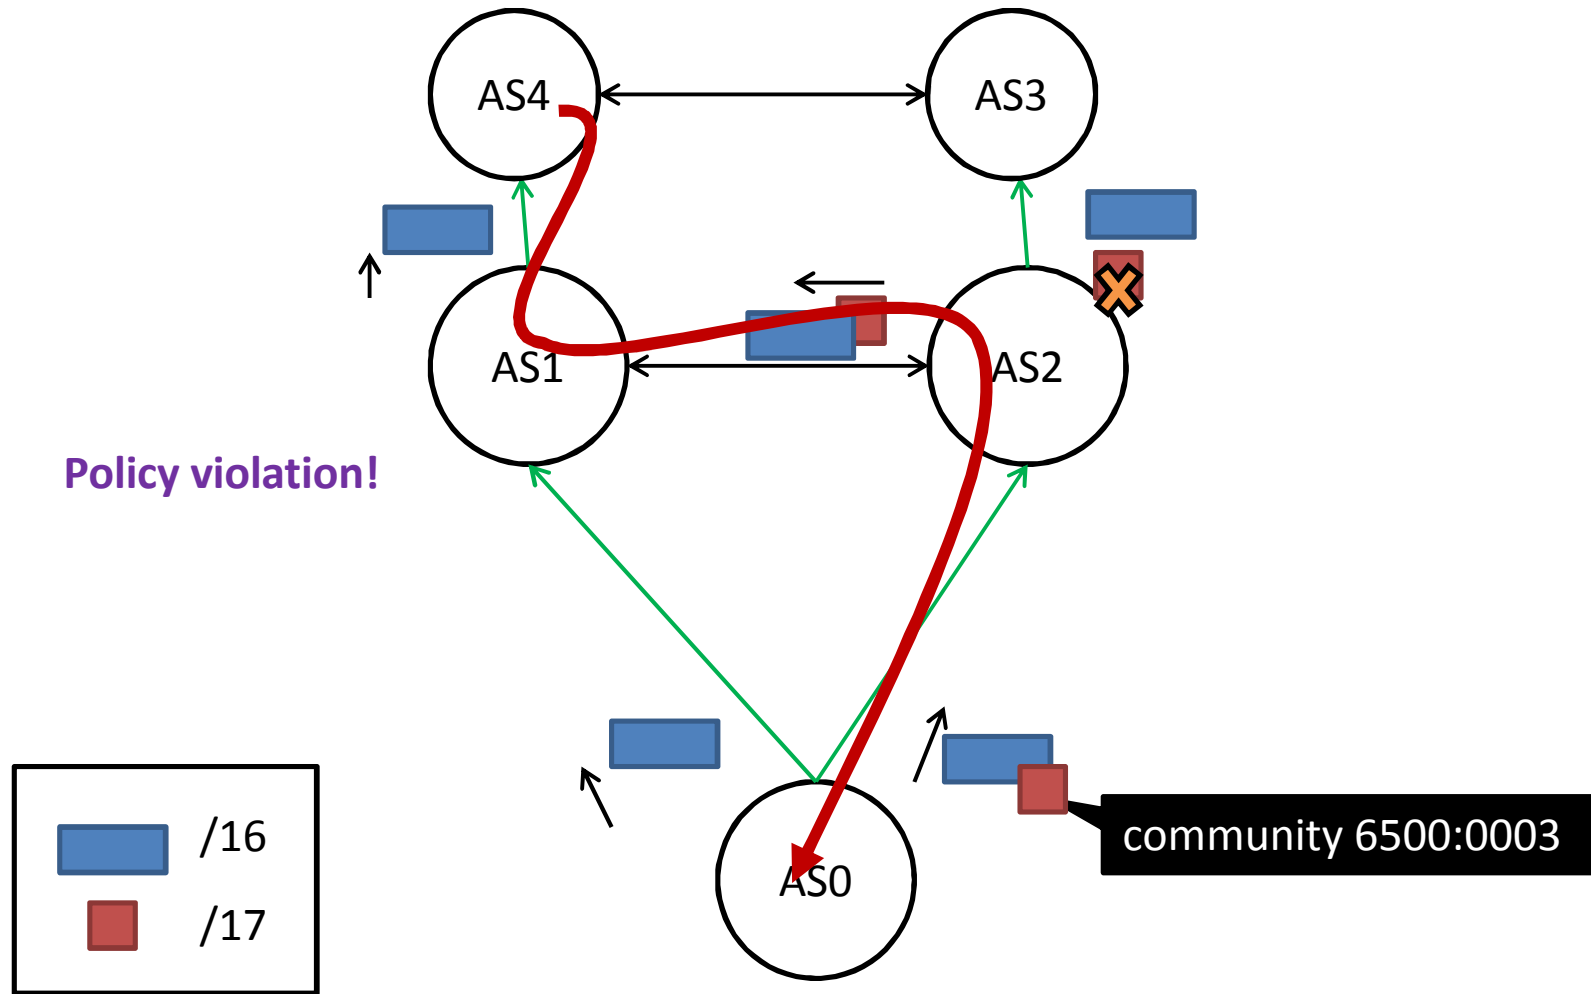 AS4
AS3
AS1
AS2
Policy violation!
community 6500:0003
/16
/17
AS0